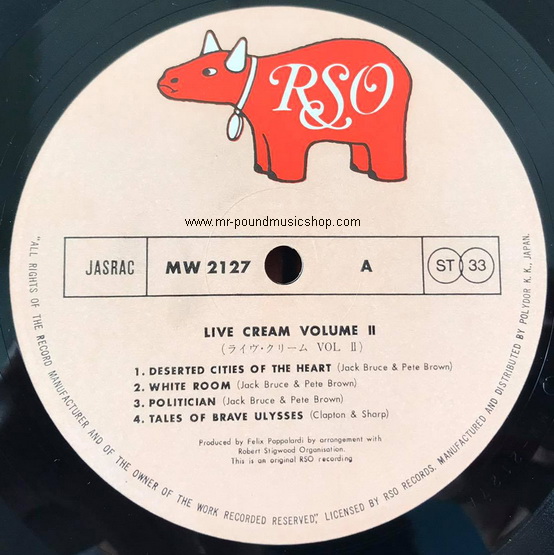 RSO
www.mr-poundmusicshop.com
JASRAC MW 2127 A ST 33
LIVE CREAM VOLUME II
(ライヴ・クリーム VOL II)
1. DESERTED CITIES OF THE HEART (Jack Bruce & Pete Brown)
2. WHITE ROOM (Jack Bruce & Pete Brown)
3. POLITICIAN (Jack Bruce & Pete Brown)
4. TALES OF BRAVE ULYSSES (Clapton & Sharp)
Produced by Felix Pappalardi by arrangement with
Robert Stigwood Organisation.
This is an original RSO recording
"ALL RIGHTS OF THE RECORD MANUFACTURER AND OF THE OWNER OF THE WORK RECORDED RESERVED," LICENSED BY RSO RECORDS. MANUFACTURED AND DISTRIBUTED BY POLYDOR K. K., JAPAN.